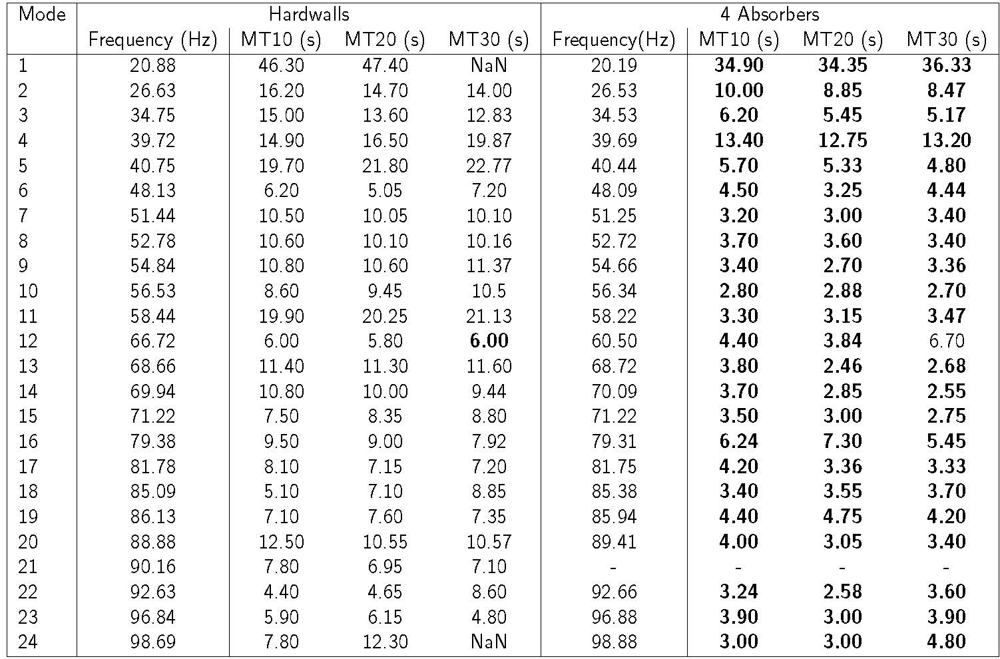 Mode Hardwalls 4 Absorbers
Frequency (Hz) MT10 (s) MT20 (s) MT30 (s) Frequency(Hz) MT10 (s) MT20 (s) MT30 (s)
1 20.88 46.30 47.40 NaN 20.19 34.90 34.35 36.33
2 26.63 16.20 14.70 14.00 26.53 10.00 8.85 8.47
3 34.75 15.00 13.60 12.83 34.53 6.20 5.45 5.17
4 39.72 14.90 16.50 19.87 39.69 13.40 12.75 13.20
5 40.75 19.70 21.80 22.77 40.44 5.70 5.33 4.80
6 48.13 6.20 5.05 7.20 48.09 4.50 3.25 4.44
7 51.44 10.50 10.05 10.10 51.25 3.20 3.00 3.40
8 52.78 10.60 10.10 10.16 52.72 3.70 3.60 3.40
9 54.84 10.80 10.60 11.37 54.66 3.40 2.70 3.36
10 56.53 8.60 9.45 10.5 56.34 2.80 2.88 2.70
11 58.44 19.90 20.25 21.13 58.22 3.30 3.15 3.47
12 66.72 6.00 5.80 6.00 60.50 4.40 3.84 6.70
13 68.66 11.40 11.30 11.60 68.72 3.80 2.46 2.68
14 69.94 10.80 10.00 9.44 70.09 3.70 2.85 2.55
15 71.22 7.50 8.35 8.80 71.22 3.50 3.00 2.75
16 79.38 9.50 9.00 7.92 79.31 6.24 7.30 5.45
17 81.78 8.10 7.15 7.20 81.75 4.20 3.36 3.33
18 85.09 5.10 7.10 8.85 85.38 3.40 3.55 3.70
19 86.13 7.10 7.60 7.35 85.94 4.40 4.75 4.20
20 88.88 12.50 10.55 10.57 89.41 4.00 3.05 3.40
21 90.16 7.80 6.95 7.10 - - - -
22 92.63 4.40 4.65 8.60 92.66 3.24 2.58 3.60
23 96.84 5.90 6.15 4.80 96.88 3.90 3.00 3.90
24 98.69 7.80 12.30 NaN 98.88 3.00 3.00 4.80